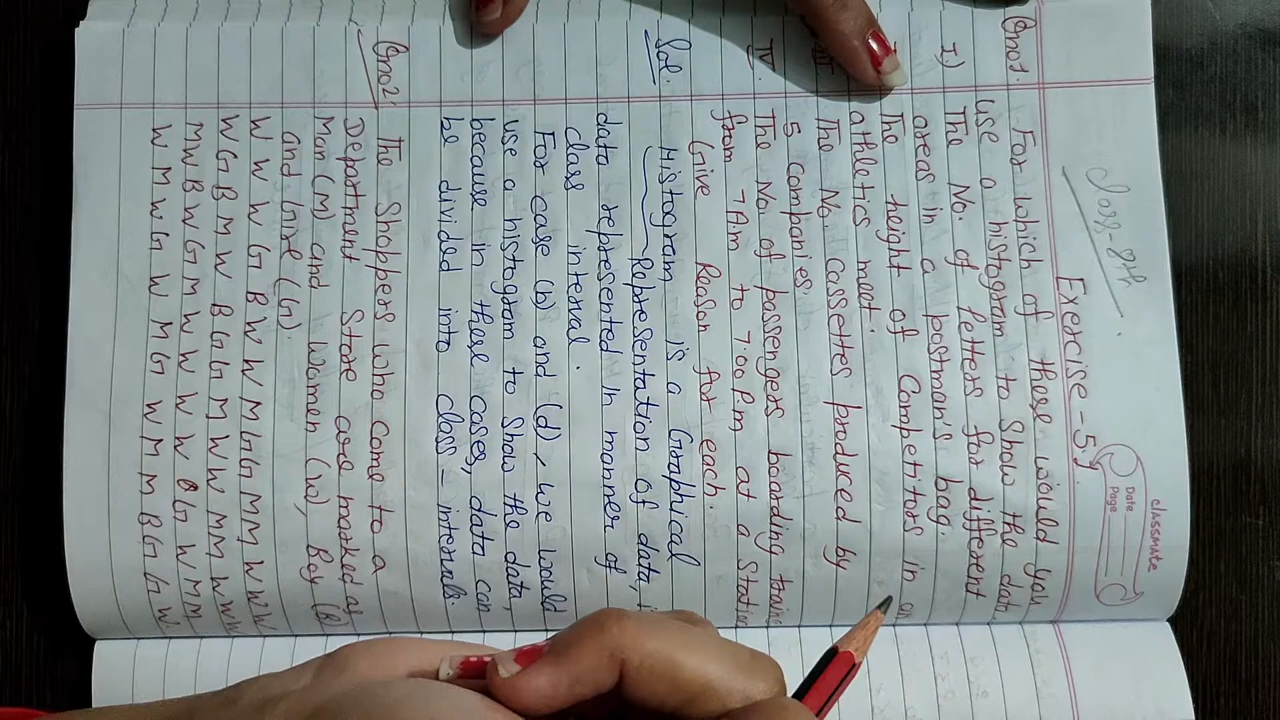 CLASSMATE
Date
Page
Class-8th
Exercise - 5.1
Qno1. For which of these would you
use a histogram to show the data
I.) The No. of letters for different
areas in a postman's bag.
The height of Competitors in an
athletics meet.
III. The No. Cassettes produced by
5 companies.
IV. The No. of passengers boarding trains
from 7 A.m to 7:00 P.m at a Station
Give Reason for each.
Sol. Histogram is a Graphical
Representation of data,
data represented in manner of
class interval.
For case (b) and (d), we would
use a histogram to show the data,
because in these cases, data can
be divided into class-intervals.
Qno2. The Shoppers who come to a
Department Store are marked as
Man (M) and Women (W), Boy (B)
and Girl (G).
W W W G B W W M G G M M W W W
W G B M W B G G M W W M M W W
M W B W G M W W W W G W M M
W M W G W M G W M M B G G W